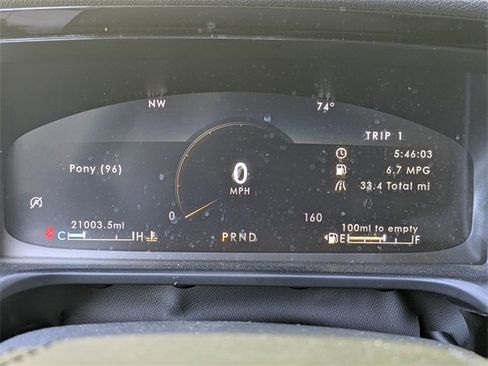 NW 74°
TRIP 1
5:46:03
Pony (96)
6.7 MPG
0
MPH
33.4 Total mi
0 160
21003.5mi
100mi to empty
C H
PRND
E F